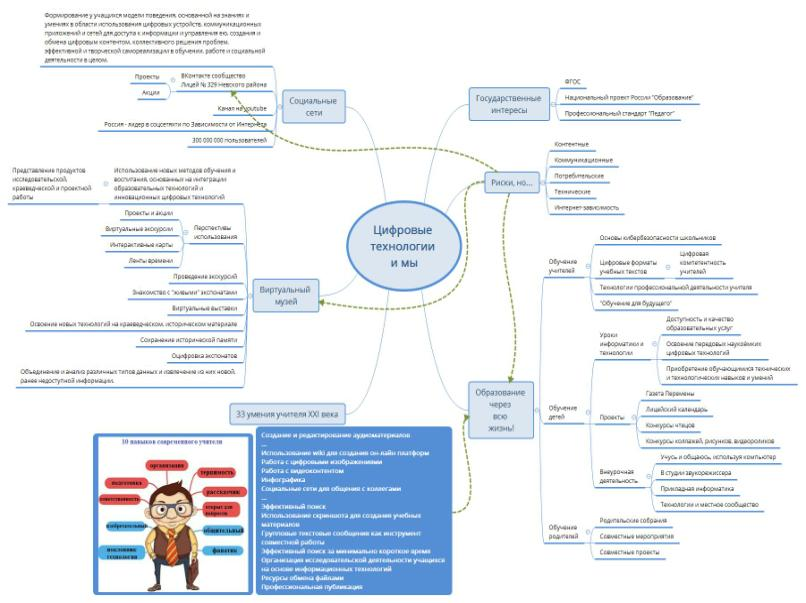 Формирование у учащихся модели поведения, основанной на знаниях и
умениях в области использования цифровых устройств, коммуникационных
приложений и сетей для доступа к информации и управления ею, создания и
обмена цифровым контентом, коллективного решения проблем,
эффективной и творческой самореализации в обучении, работе и социальной
деятельности в целом.
Проекты
Акции
ВКонтакте сообщество
Лицей № 329 Невского района
Канал на youtube
Россия - лидер в соцсетяхти по Зависимости от Интернета
300 000 000 пользователей
Социальные
сети
Государственные
интересы
ФГОС
Национальный проект России "Образование"
Профессиональный стандарт "Педагог"
Риски, но...
Контентные
Коммуникационные
Потребительские
Технические
Интернет-зависимость
Цифровые
технологии
и мы
Представление продуктов
исследовательской,
краеведческой и проектной
работы
Использование новых методов обучения и
воспитания, основанных на интеграции
образовательных технологий и
инновационных цифровых технологий
Проекты и акции
Виртуальные экскурсии
Интерактивные карты
Ленты времени
Перспективы
использования
Проведение экскурсий
Знакомство с "живыми" экспонатами
Виртуальные выставки
Освоение новых технологий на краеведческом, историческом материале
Сохранение исторической памяти
Оцифровка экспонатов
Объединение и анализ различных типов данных и извлечение из них новой,
ранее недоступной информации.
Виртуальный
музей
33 умения учителя XXI века
Образование
через
всю
жизнь!
Обучение
учителей
Основы кибербезопасности школьников
Цифровые форматы
учебных текстов
Цифровая
комптетентность
учителей
Технологии профессиональной деятельности учителя
"Обучение для будущего"
Обучение
детей
Уроки
информатики и
технологии
Доступность и качество
образовательных услуг
Освоение передовых наукоёмких
цифровых технологий
Приобретение обучающимися технических
и технологических навыков и умений
Проекты
Газета Перемены
Лицейский календарь
Конкурсы чтецов
Конкурсы коллажей, рисунков, видеороликов
Внеурочная
деятельность
Учусь и общаюсь, используя компьютер
В студии звукорежиссера
Прикладная информатика
Технологии и местное сообщество
Обучение
родителей
Родительские собрания
Совместные мероприятия
Совместные проекты
10 навыков современного учителя
организация
терпимость
подготовка
рассказчик
ответственность
открыт для
вопросов
изобретательный
общительный
поклонник
технологии
фанатик
Создание и редактирование аудиоматериалов
...
Использование wiki для создания он-лайн платформ
Работа с цифровыми изображениями
Работа с видеоконтентом
Инфографика
Социальные сети для общения с коллегами
...
Эффективный поиск
Использование скриншота для создания учебных
материалов
Групповые текстовые сообщения как инструмент
совместной работы
Эффективный поиск за минимально короткое время
Организация исследовательской деятельности учащихся
на основе информационных технологий
Ресурсы обмена файлами
Профессиональная публикация